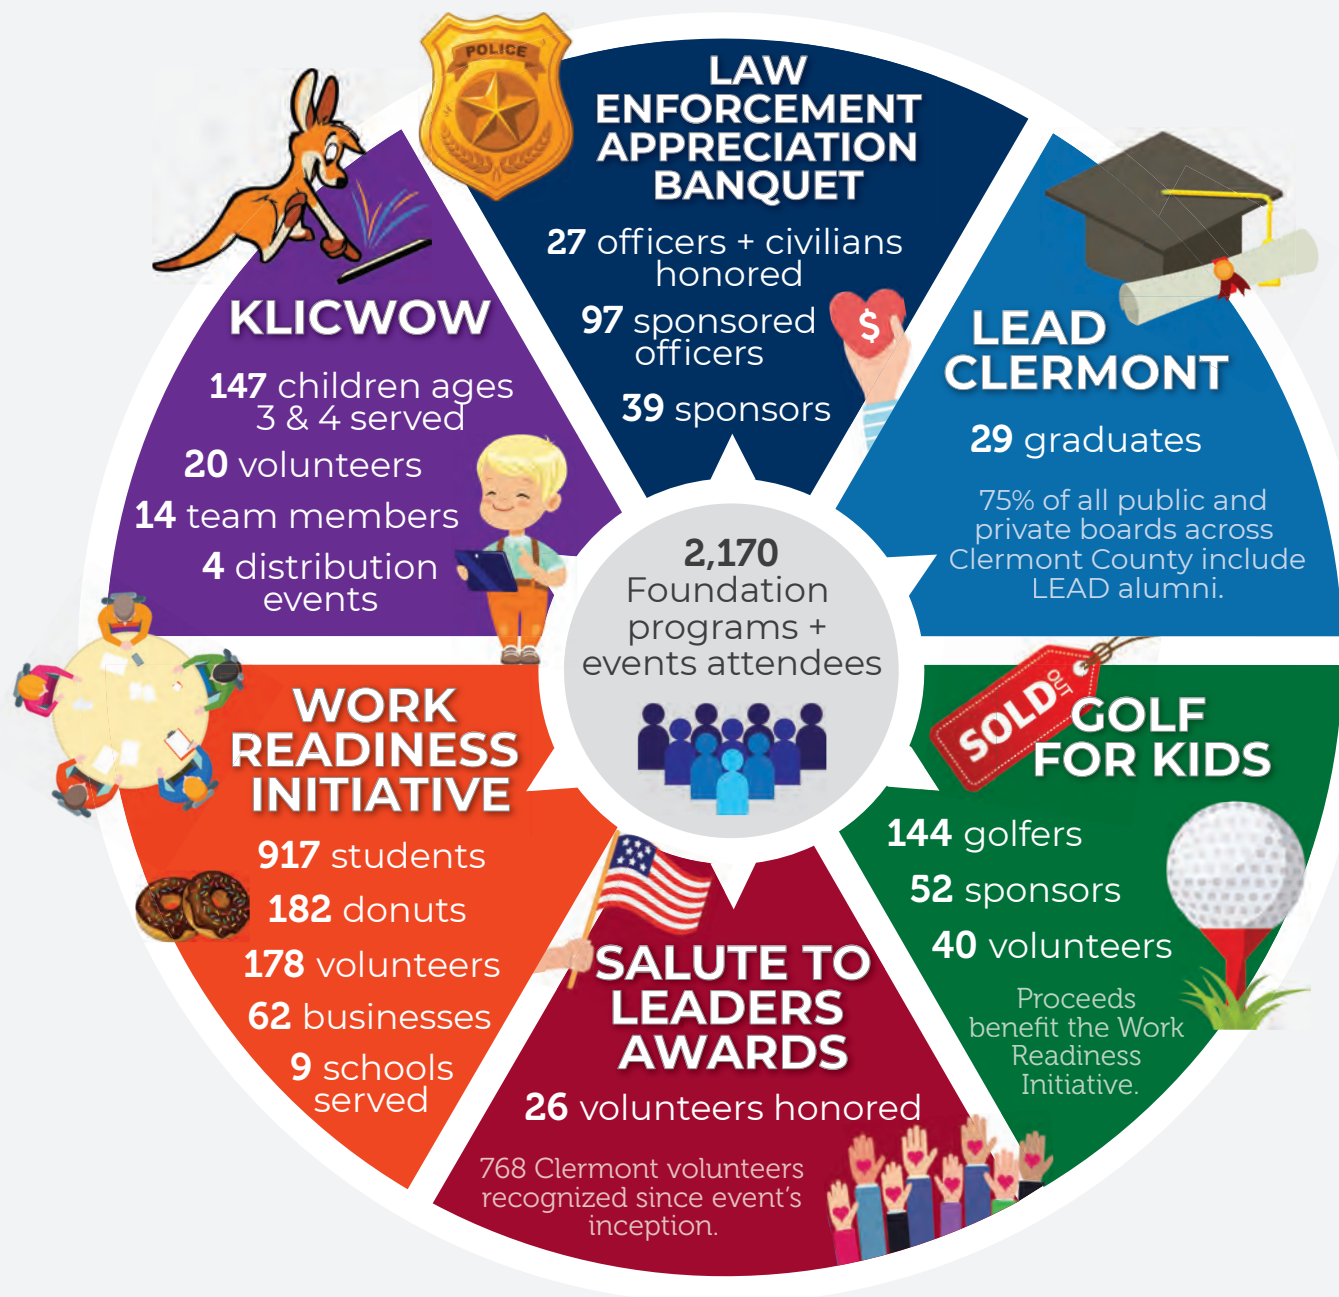 POLICE
LAW
ENFORCEMENT
APPRECIATION
BANQUET
27 officers + civilians
honored
97 sponsored
officers
39 sponsors
$
LEAD
CLERMONT
29 graduates
75% of all public and
private boards across
Clermont County include
LEAD alumni.
SOLD OUT
GOLF
FOR KIDS
144 golfers
52 sponsors
40 volunteers
Proceeds
benefit the Work
Readiness
Initiative.
SALUTE TO
LEADERS
AWARDS
26 volunteers honored
768 Clermont volunteers
recognized since event's
inception.
WORK
READINESS
INITIATIVE
917 students
182 donuts
178 volunteers
62 businesses
9 schools
served
KLICWOW
147 children ages
3 & 4 served
20 volunteers
14 team members
4 distribution
events
2,170
Foundation
programs +
events attendees